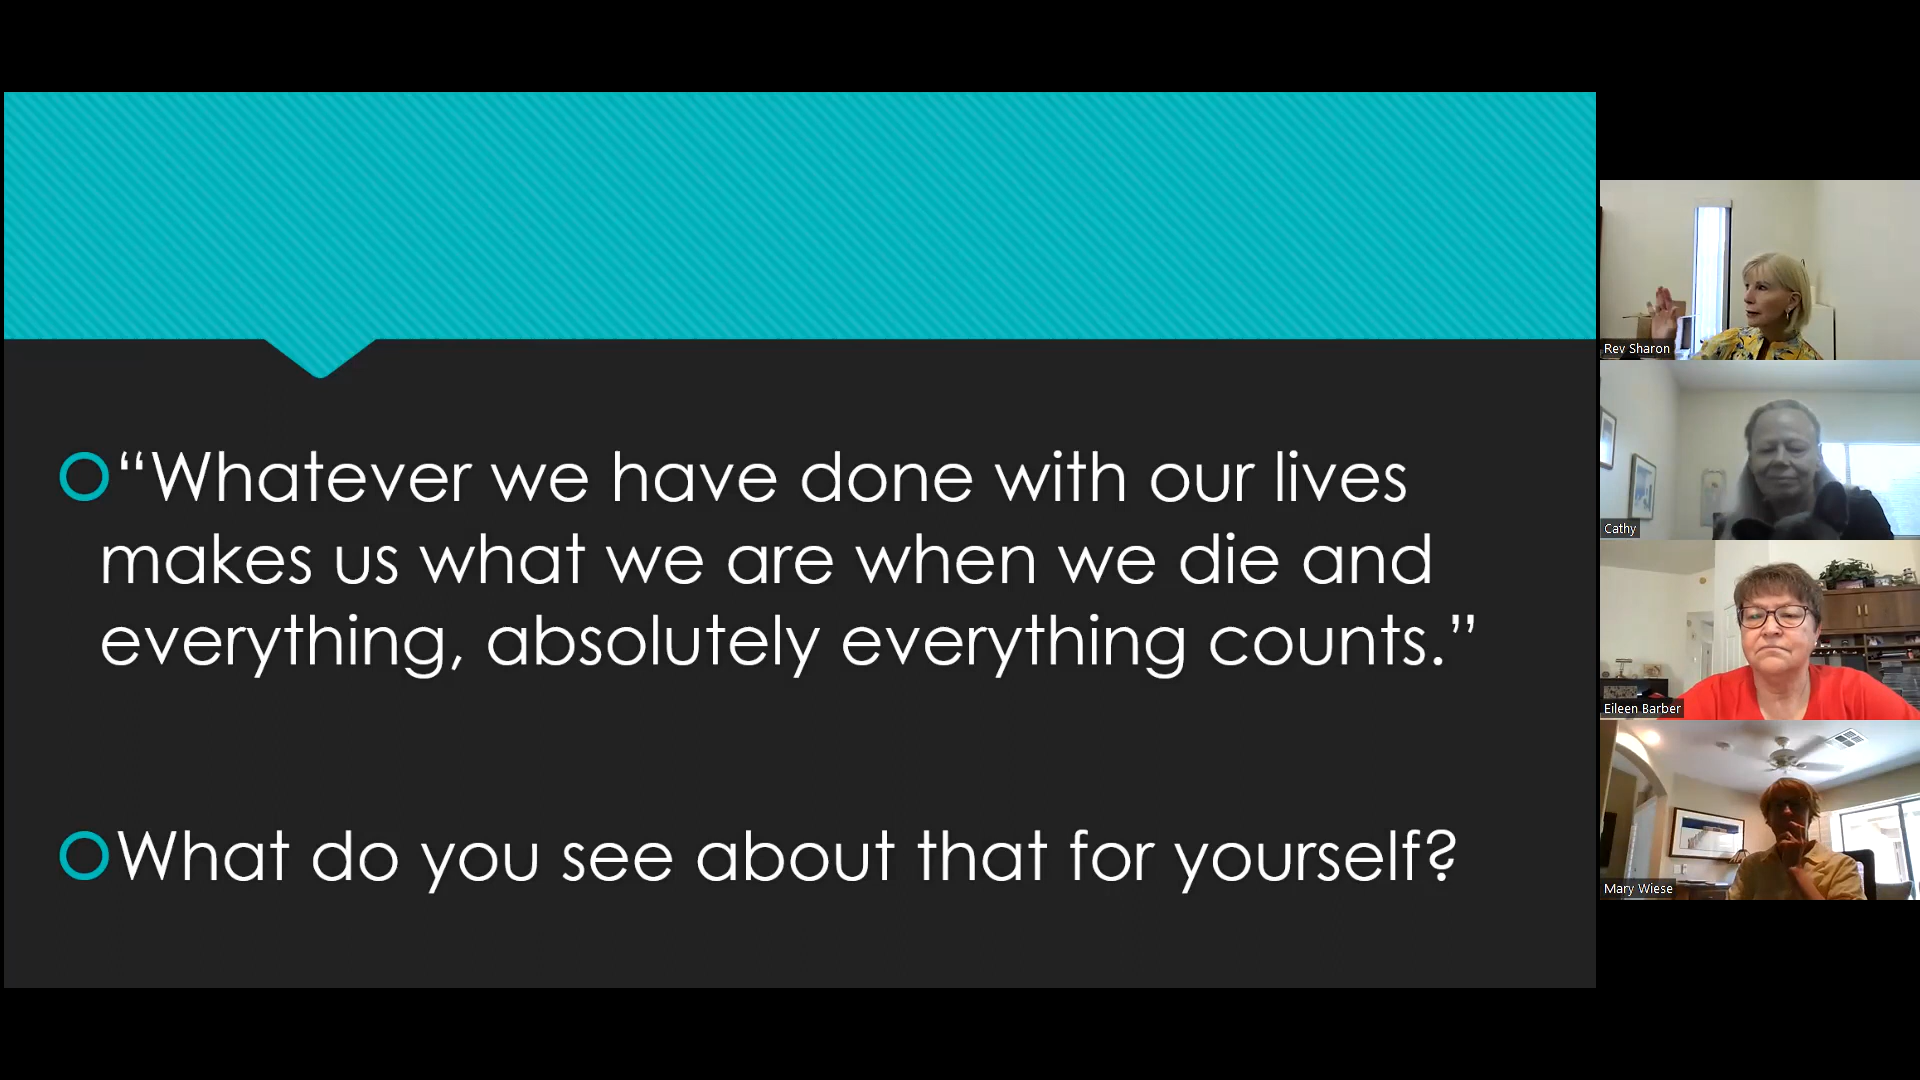 “Whatever we have done with our lives
makes us what we are when we die and
everything, absolutely everything counts.”
What do you see about that for yourself?
Rev Sharon
Cathy
Eileen Barber
Mary Wiese